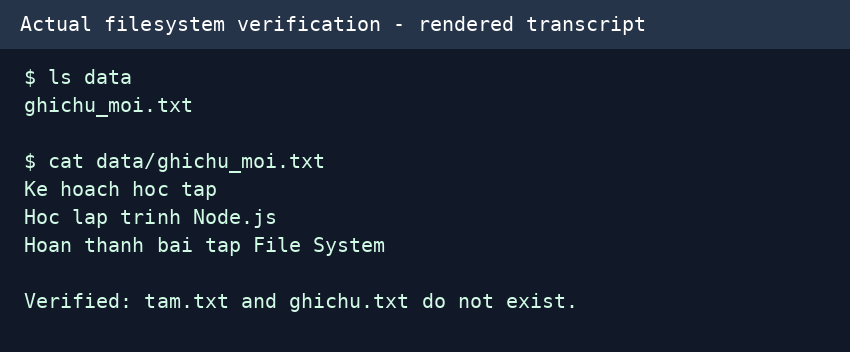 Actual filesystem verification - rendered transcript
$ ls data
ghichu_moi.txt
$ cat data/ghichu_moi.txt
Ke hoach hoc tap
Hoc lap trinh Node.js
Hoan thanh bai tap File System
Verified: tam.txt and ghichu.txt do not exist.